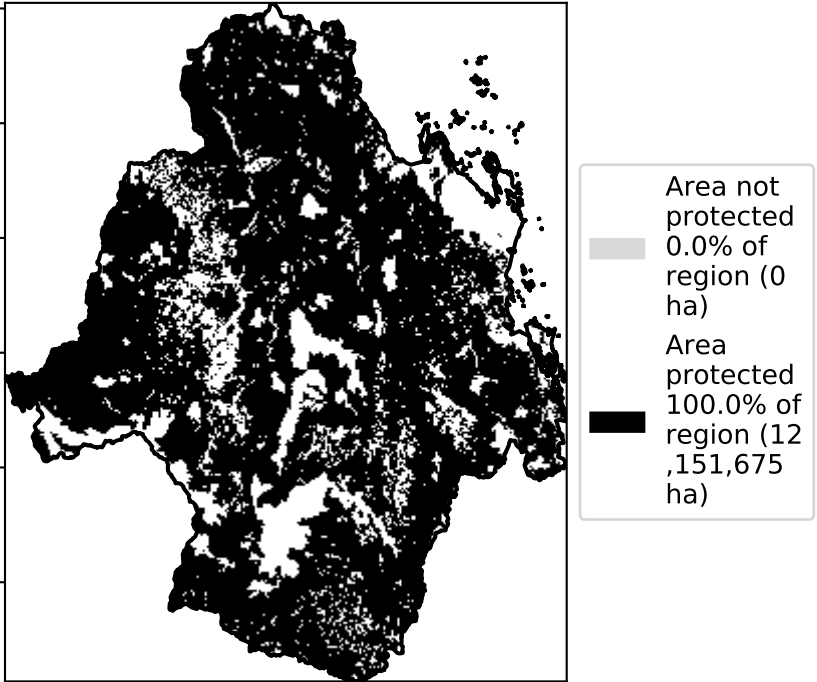 Area not
protected
0.0% of
region (0
ha)
Area
protected
100.0% of
region (12
,151,675
ha)